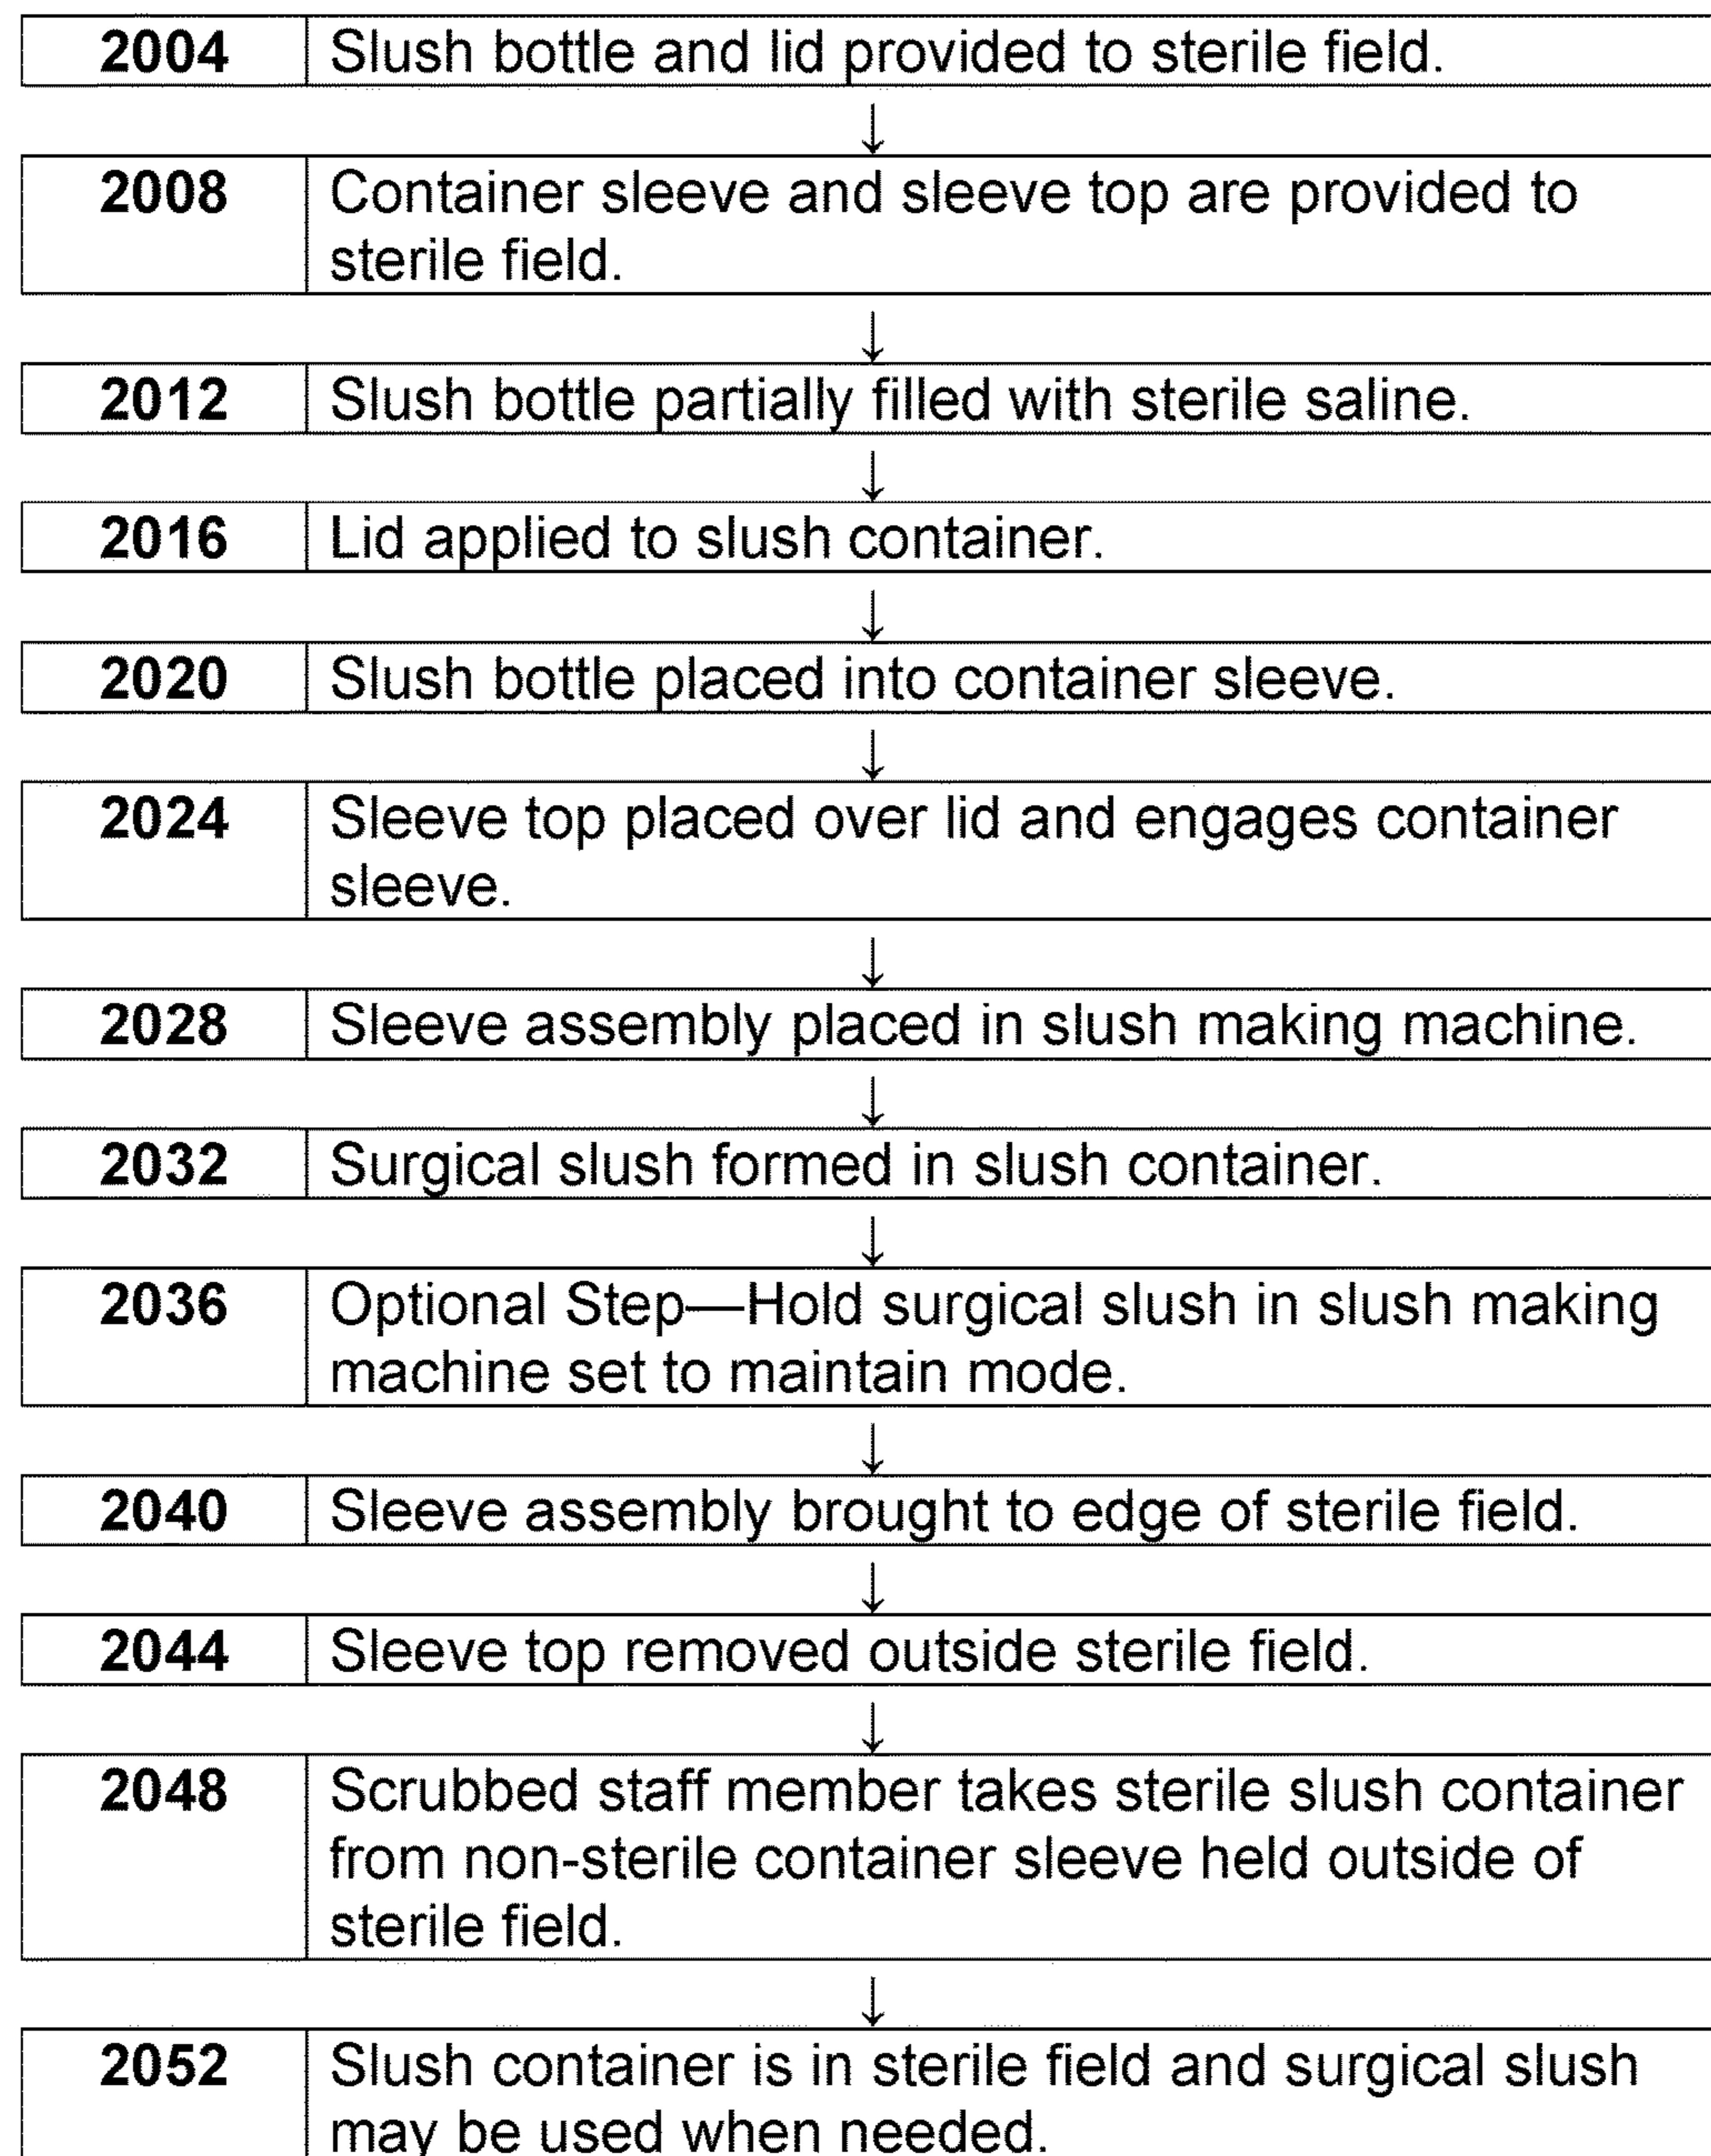 2004 Slush bottle and lid provided to sterile field.
↓
2008 Container sleeve and sleeve top are provided to
sterile field.
↓
2012 Slush bottle partially filled with sterile saline.
↓
2016 Lid applied to slush container.
↓
2020 Slush bottle placed into container sleeve.
↓
2024 Sleeve top placed over lid and engages container
sleeve.
↓
2028 Sleeve assembly placed in slush making machine.
↓
2032 Surgical slush formed in slush container.
↓
2036 Optional Step—Hold surgical slush in slush making
machine set to maintain mode.
↓
2040 Sleeve assembly brought to edge of sterile field.
↓
2044 Sleeve top removed outside sterile field.
↓
2048 Scrubbed staff member takes sterile slush container
from non-sterile container sleeve held outside of
sterile field.
↓
2052 Slush container is in sterile field and surgical slush
may be used when needed.